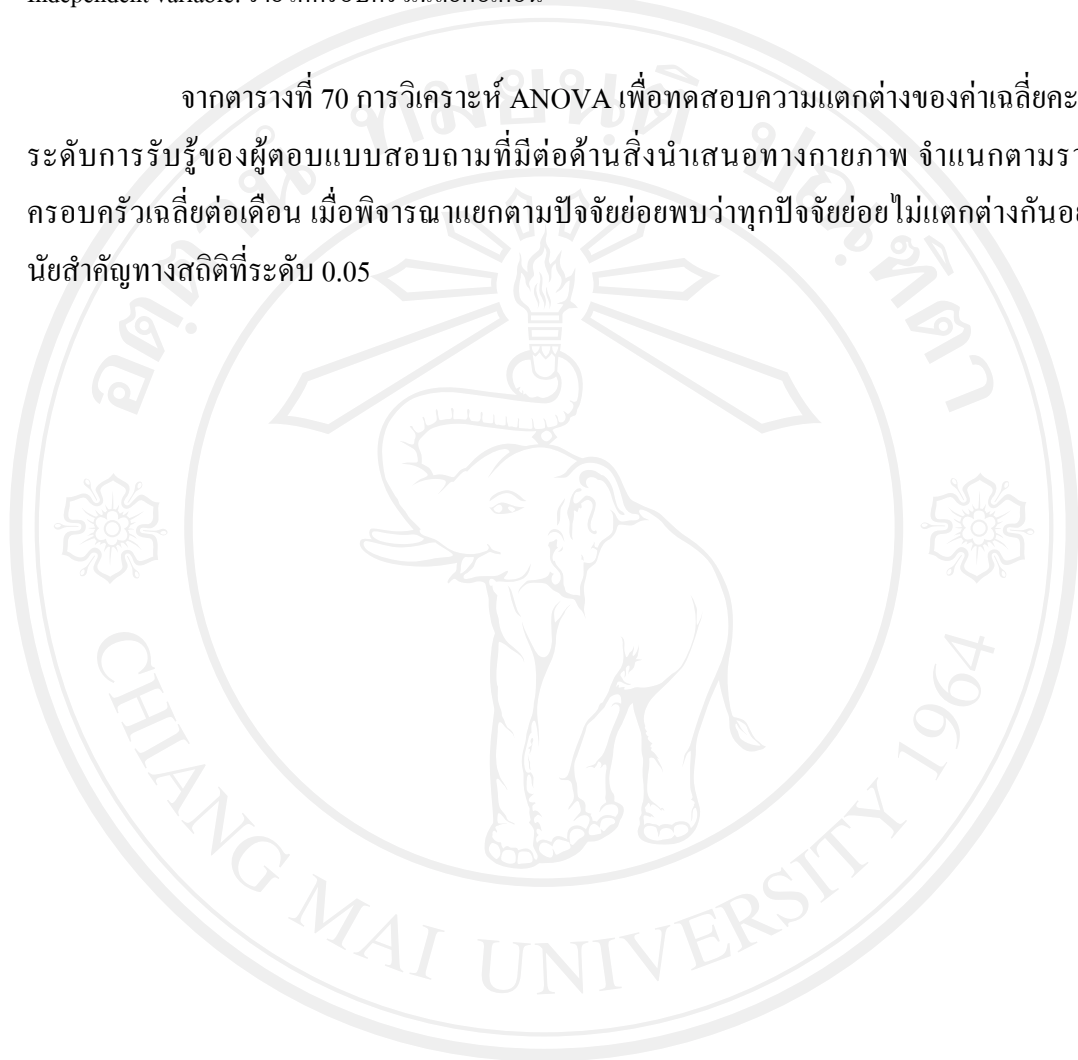 จากตารางที่ 70 การวิเคราะห์ ANOVA เพื่อทดสอบความแตกต่างของค่าเฉลี่ยคะ
ระดับการรับรู้ของผู้ตอบแบบสอบถามที่มีต่อด้านสิ่งนำเสนอทางกายภาพ จำแนกตามรา
ครอบครัวเฉลี่ยต่อเดือน เมื่อพิจารณาแยกตามปัจจัยย่อยพบว่าทุกปัจจัยย่อยไม่แตกต่างกันอย
นัยสำคัญทางสถิติที่ระดับ 0.05
CHIANG MAI UNIVERSITY 1964